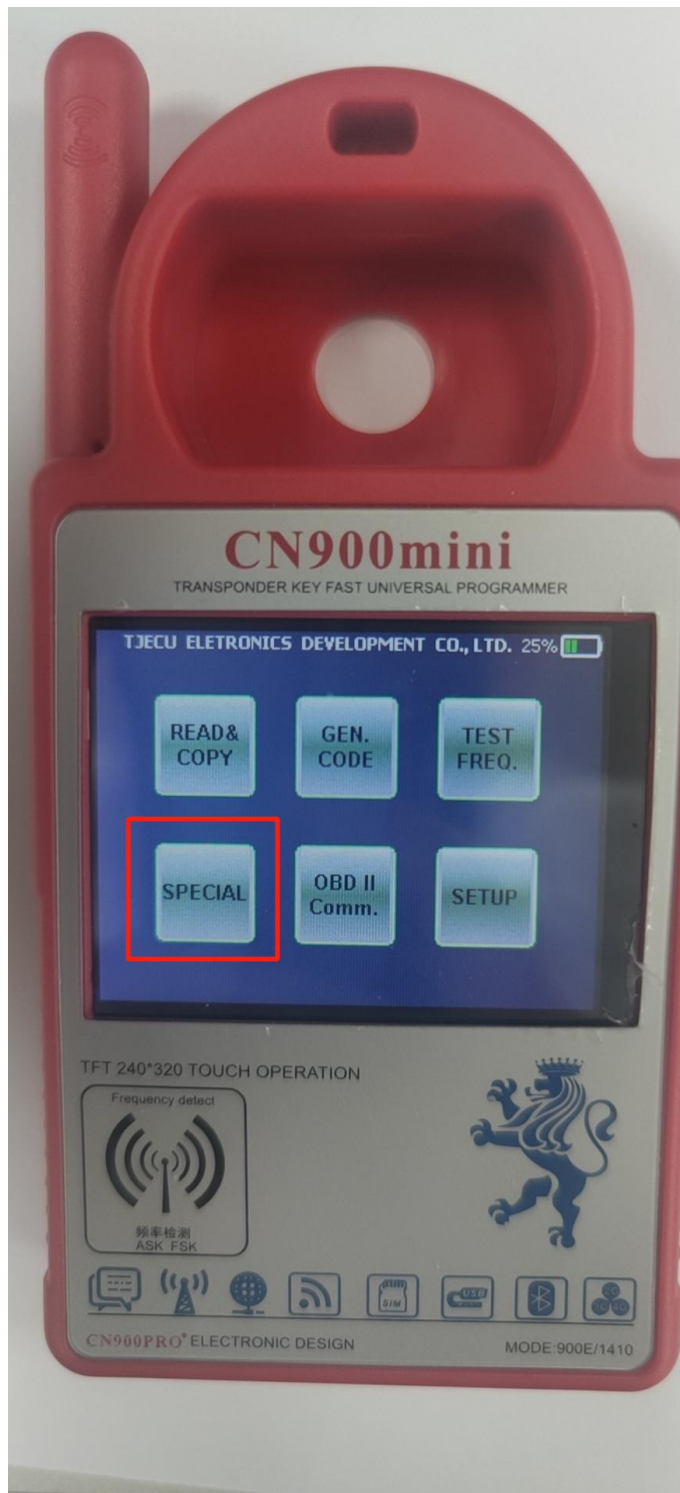 CN900mini
TRANSPONDER KEY FAST UNIVERSAL PROGRAMMER
TJECU ELETRONICS DEVELOPMENT CO., LTD. 25%
READ&
COPY
GEN.
CODE
TEST
FREQ.
SPECIAL
OBD II
Comm.
SETUP
TFT 240*320 TOUCH OPERATION
Frequency detect
频率检测
ASK FSK
SIM
USB
CN900PRO ELECTRONIC DESIGN
MODE:900E/1410